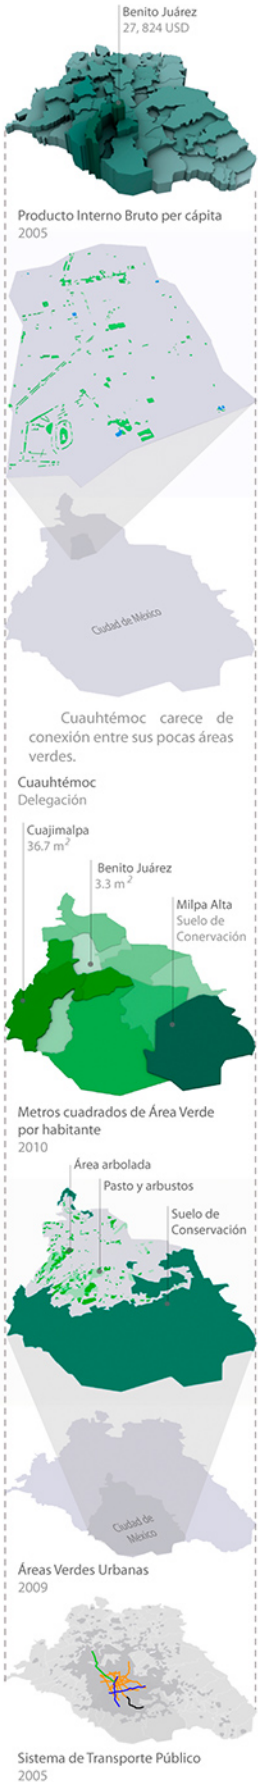 Benito Juárez
27, 824 USD
Producto Interno Bruto per cápita
2005
Ciudad de México
Cuauhtémoc carece de
conexión entre sus pocas áreas
verdes.
Cuauhtémoc
Delegación
Cuajimalpa
36.7 m²
Benito Juárez
3.3 m²
Milpa Alta
Suelo de
Conervación
Metros cuadrados de Área Verde
por habitante
2010
Área arbolada
Pasto y arbustos
Suelo de
Conservación
Ciudad de
México
Áreas Verdes Urbanas
2009
Sistema de Transporte Público
2005